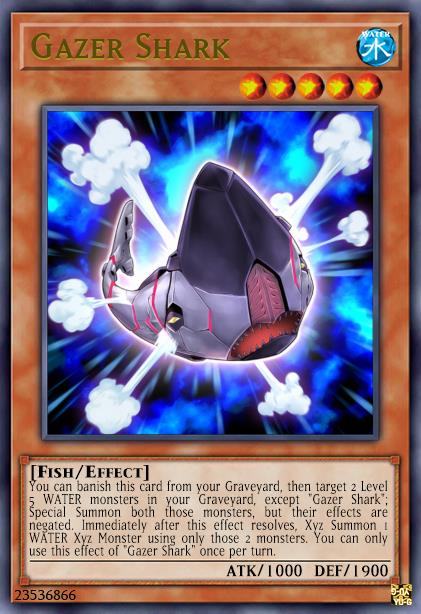 GAZER SHARK
WATER
水
[FISH/EFFECT]
You can banish this card from your Graveyard, then target 2 Level
5 WATER monsters in your Graveyard, except "Gazer Shark";
Special Summon both those monsters, but their effects are
negated. Immediately after this effect resolves, Xyz Summon 1
WATER Xyz Monster using only those 2 monsters. You can only
use this effect of "Gazer Shark" once per turn.
ATK/1000 DEF/1900
23536866